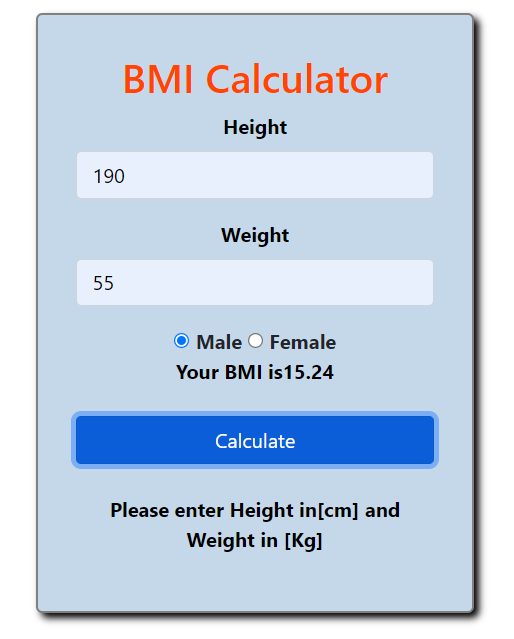 BMI Calculator
Height
190
Weight
55
Male Female
Your BMI is15.24
Calculate
Please enter Height in[cm] and
Weight in [Kg]